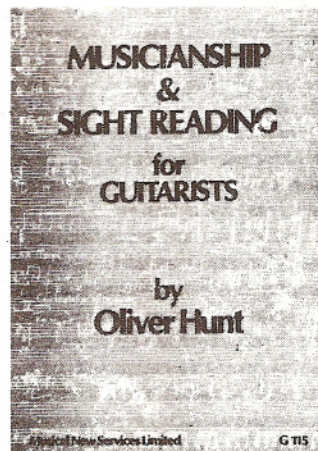 MUSICIANSHIP
&
SIGHT READING
for
GUITARISTS
by
Oliver Hunt
Musical New Services Limited G 115